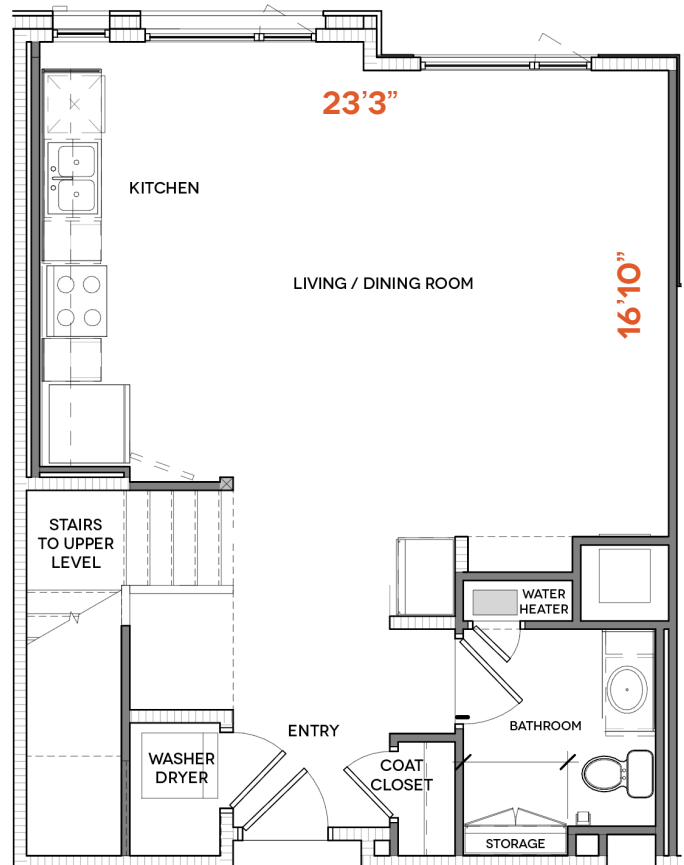 23’3”
KITCHEN
LIVING / DINING ROOM
16’10”
STAIRS
TO UPPER
LEVEL
WATER
HEATER
BATHROOM
ENTRY
WASHER
DRYER
COAT
CLOSET
STORAGE